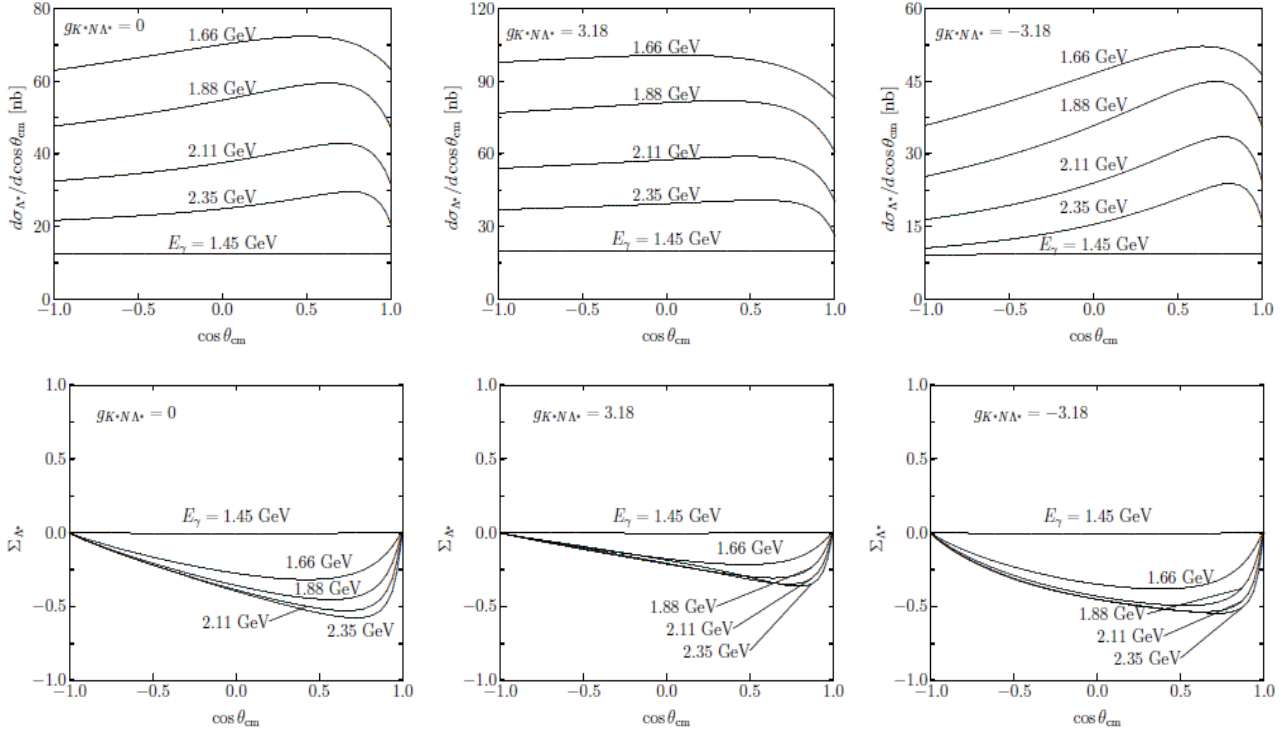 g_{K*NΛ*} = 0
dσ_{Λ*}/d cos θ_cm [nb]
80
60
40
20
0
1.66 GeV
1.88 GeV
2.11 GeV
2.35 GeV
E_γ = 1.45 GeV
−1.0 −0.5 0.0 0.5 1.0
cos θ_cm
g_{K*NΛ*} = 3.18
dσ_{Λ*}/d cos θ_cm [nb]
120
90
60
30
0
1.66 GeV
1.88 GeV
2.11 GeV
2.35 GeV
E_γ = 1.45 GeV
−1.0 −0.5 0.0 0.5 1.0
cos θ_cm
g_{K*NΛ*} = −3.18
dσ_{Λ*}/d cos θ_cm [nb]
60
45
30
15
0
1.66 GeV
1.88 GeV
2.11 GeV
2.35 GeV
E_γ = 1.45 GeV
−1.0 −0.5 0.0 0.5 1.0
cos θ_cm
g_{K*NΛ*} = 0
Σ_{Λ*}
1.0
0.5
0.0
−0.5
−1.0
E_γ = 1.45 GeV
1.66 GeV
1.88 GeV
2.11 GeV
2.35 GeV
−1.0 −0.5 0.0 0.5 1.0
cos θ_cm
g_{K*NΛ*} = 3.18
Σ_{Λ*}
1.0
0.5
0.0
−0.5
−1.0
E_γ = 1.45 GeV
1.66 GeV
1.88 GeV
2.11 GeV
2.35 GeV
−1.0 −0.5 0.0 0.5 1.0
cos θ_cm
g_{K*NΛ*} = −3.18
Σ_{Λ*}
1.0
0.5
0.0
−0.5
−1.0
E_γ = 1.45 GeV
1.66 GeV
1.88 GeV
2.11 GeV
2.35 GeV
−1.0 −0.5 0.0 0.5 1.0
cos θ_cm